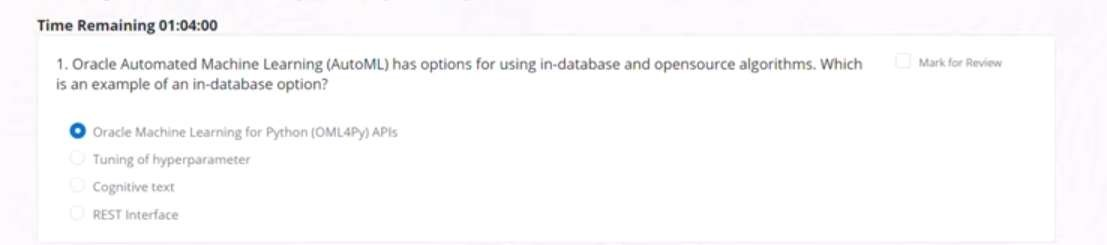 Time Remaining 01:04:00
1. Oracle Automated Machine Learning (AutoML) has options for using in-database and opensource algorithms. Which
is an example of an in-database option?
Mark for Review
Oracle Machine Learning for Python (OML4Py) APIs
Tuning of hyperparameter
Cognitive text
REST Interface